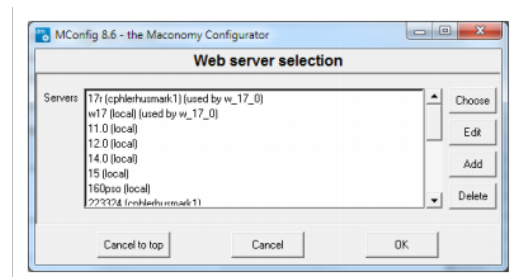 MConfig 8.6 - the Maconomy Configurator
Web server selection
Servers
17r (cphlerhusmark1) (used by w_17_0)
w17 (local) (used by w_17_0)
11.0 (local)
12.0 (local)
14.0 (local)
15 (local)
160pso (local)
223324 (cphlerhusmark1)
Choose
Edit
Add
Delete
Cancel to top
Cancel
OK